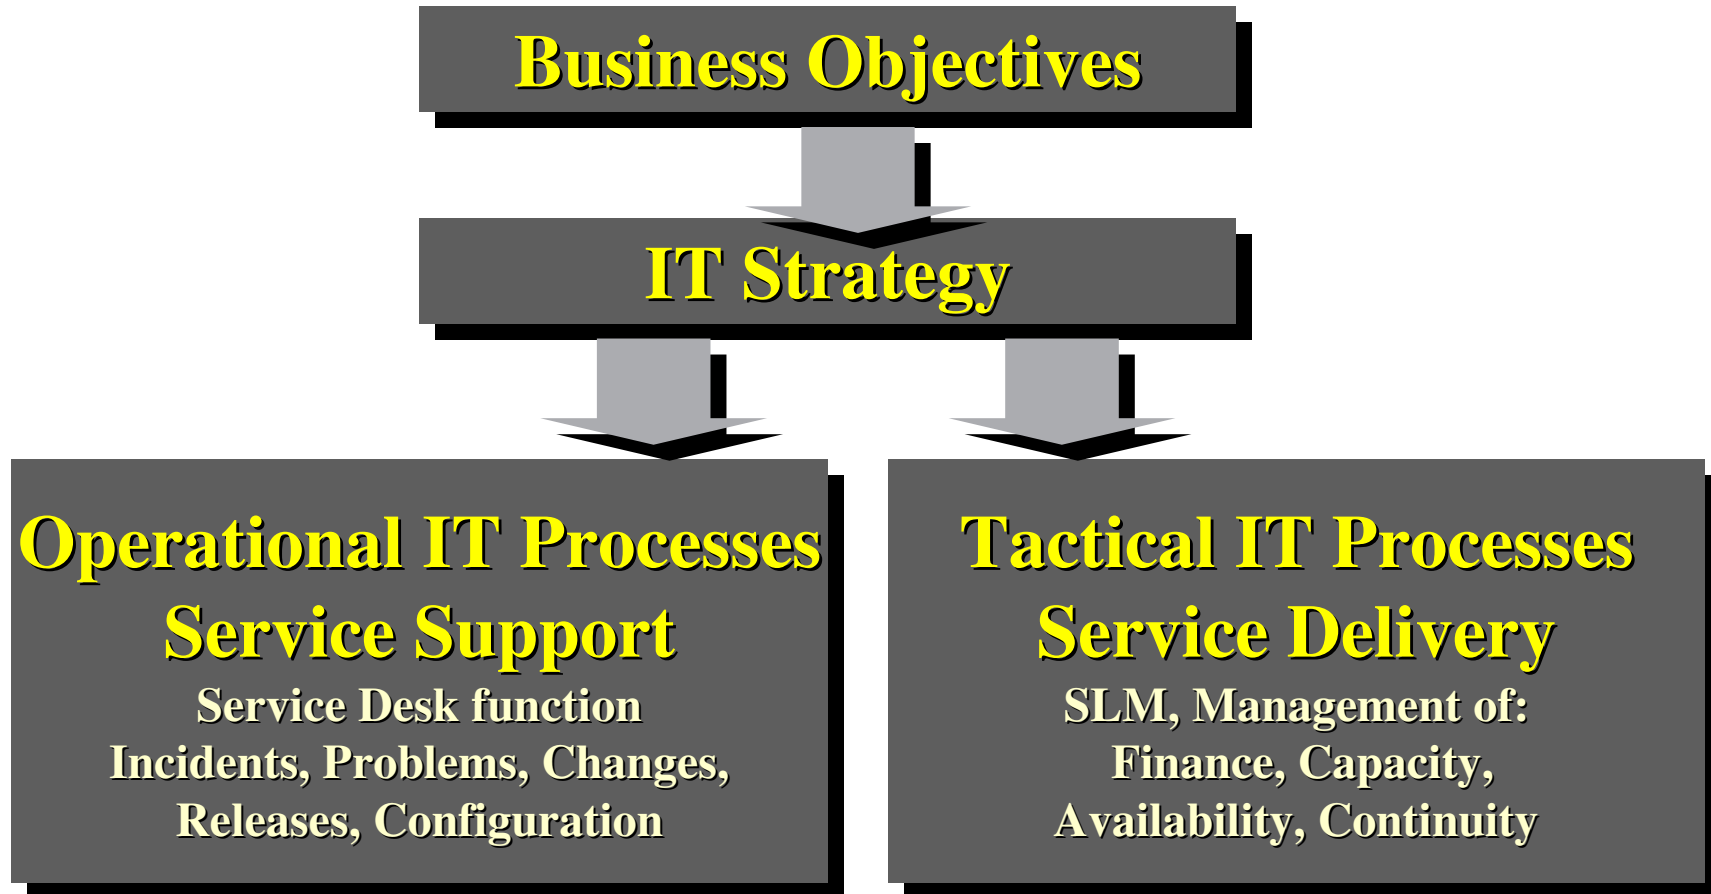 Business Objectives
IT Strategy
Operational IT Processes
Service Support
Service Desk function
Incidents, Problems, Changes,
Releases, Configuration
Tactical IT Processes
Service Delivery
SLM, Management of:
Finance, Capacity,
Availability, Continuity